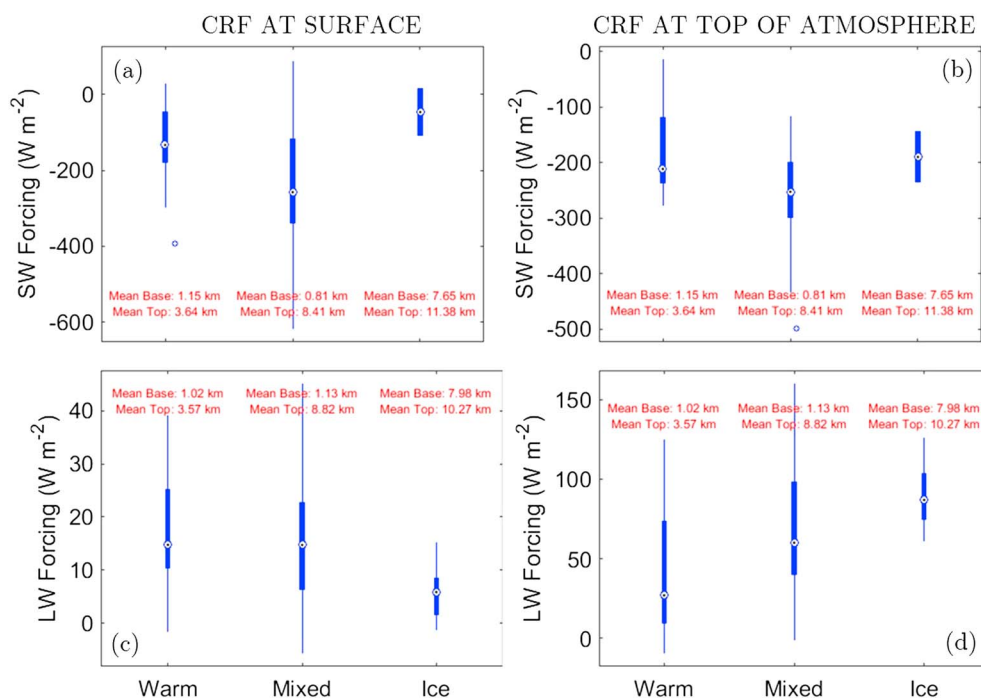 CRF AT SURFACE
CRF AT TOP OF ATMOSPHERE
(a)
SW Forcing (W m-2)
0
-200
-400
-600
Mean Base: 1.15 km
Mean Top: 3.64 km
Mean Base: 0.81 km
Mean Top: 8.41 km
Mean Base: 7.65 km
Mean Top: 11.38 km
(b)
SW Forcing (W m-2)
0
-100
-200
-300
-400
-500
Mean Base: 1.15 km
Mean Top: 3.64 km
Mean Base: 0.81 km
Mean Top: 8.41 km
Mean Base: 7.65 km
Mean Top: 11.38 km
(c)
LW Forcing (W m-2)
40
30
20
10
0
Mean Base: 1.02 km
Mean Top: 3.57 km
Mean Base: 1.13 km
Mean Top: 8.82 km
Mean Base: 7.98 km
Mean Top: 10.27 km
Warm
Mixed
Ice
(d)
LW Forcing (W m-2)
150
100
50
0
Mean Base: 1.02 km
Mean Top: 3.57 km
Mean Base: 1.13 km
Mean Top: 8.82 km
Mean Base: 7.98 km
Mean Top: 10.27 km
Warm
Mixed
Ice